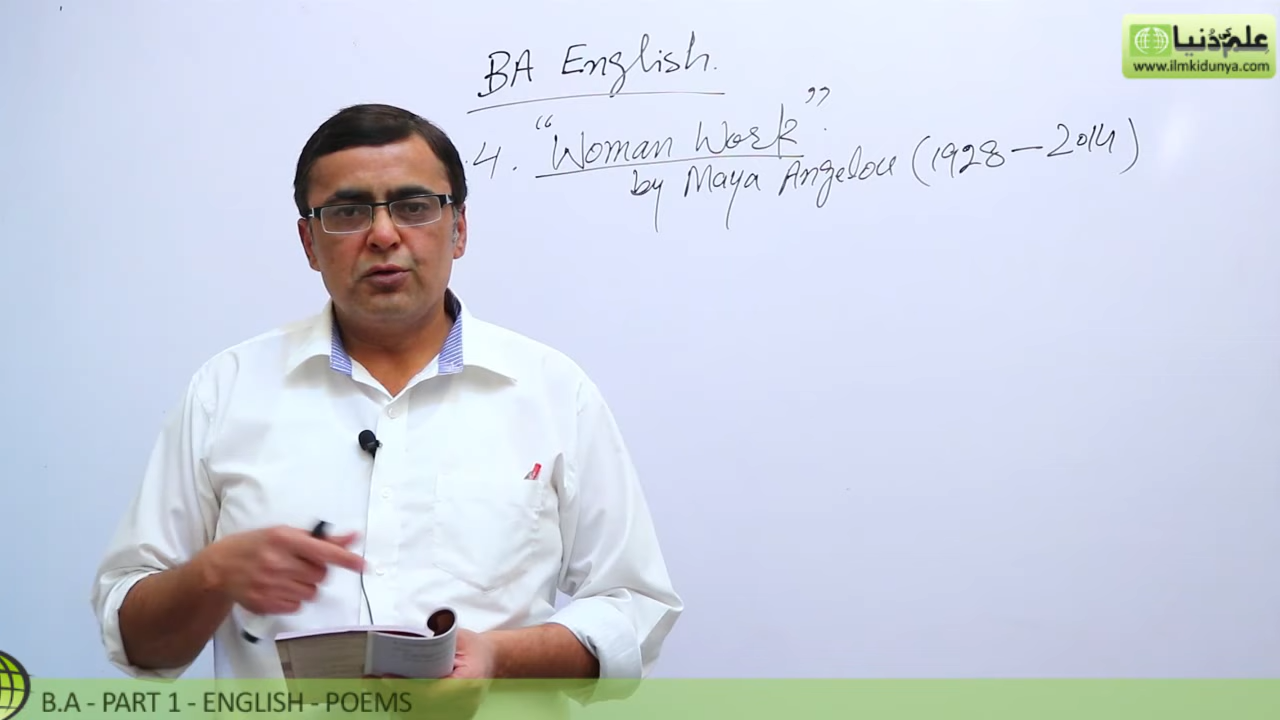 علم کی دُنیا
www.ilmkidunya.com
BA English.
4. "Woman Work".
by Maya Angelou (1928-2014)
B.A - PART 1 - ENGLISH - POEMS